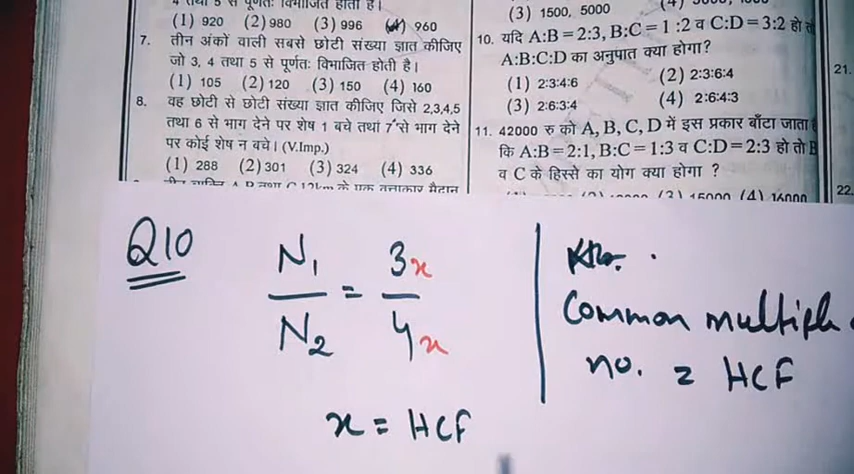 (1) 920 (2) 980 (3) 996 (4) 960
7. तीन अंकों वाली सबसे छोटी संख्या ज्ञात कीजिए
जो 3, 4 तथा 5 से पूर्णतः विभाजित होती है।
(1) 105 (2) 120 (3) 150 (4) 160
8. वह छोटी से छोटी संख्या ज्ञात कीजिए जिसे 2,3,4,5
तथा 6 से भाग देने पर शेष 1 बचे तथा 7 से भाग देने
पर कोई शेष न बचे। (V.Imp.)
(1) 288 (2) 301 (3) 324 (4) 336
(3) 1500, 5000
10. यदि A:B = 2:3, B:C = 1 :2 व C:D = 3:2 हो
A:B:C:D का अनुपात क्या होगा?
(1) 2:3:4:6 (2) 2:3:6:4
(3) 2:6:3:4 (4) 2:6:4:3
11. 42000 रु को A, B, C, D में इस प्रकार बाँटा जाता
कि A:B = 2:1, B:C = 1:3 व C:D = 2:3 हो तो B
व C के हिस्से का योग क्या होगा ?
(3) 15000 (4) 16000
21.
22.
Q10
N1 / N2 = 3x / 4x
x = HCF
Common multiple
no. = HCF